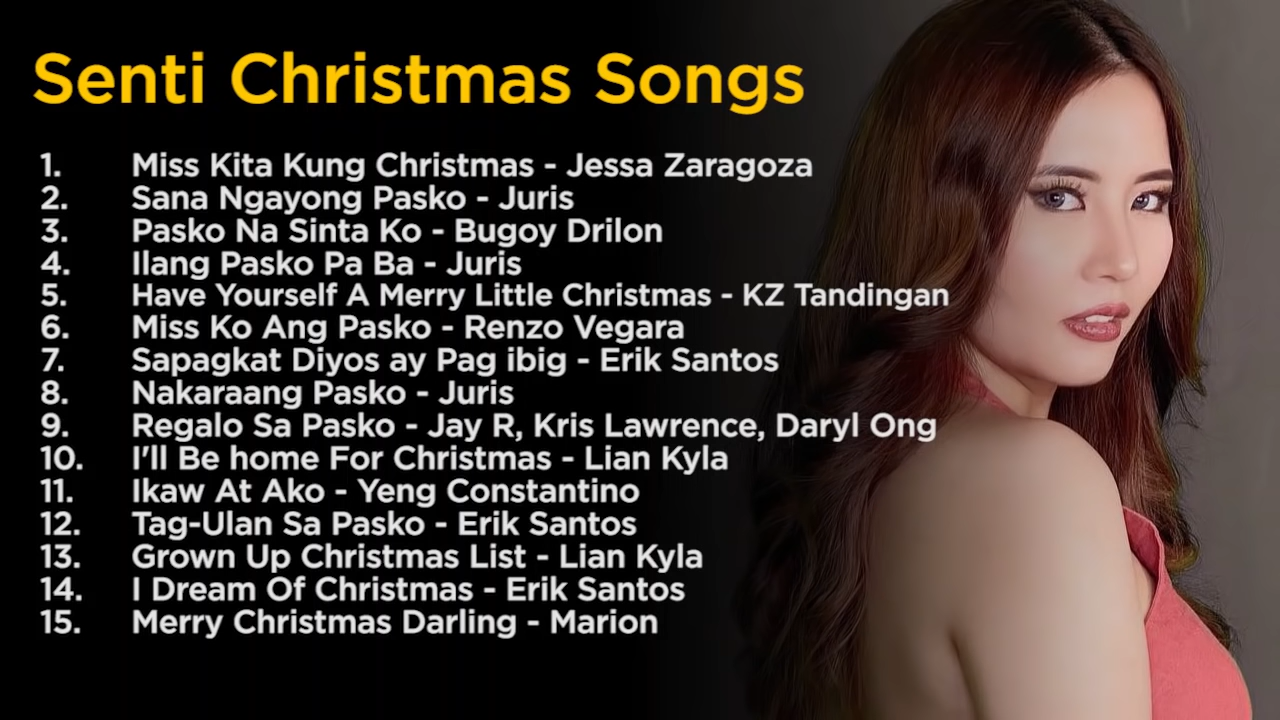 Senti Christmas Songs
1. Miss Kita Kung Christmas - Jessa Zaragoza
2. Sana Ngayong Pasko - Juris
3. Pasko Na Sinta Ko - Bugoy Drilon
4. Ilang Pasko Pa Ba - Juris
5. Have Yourself A Merry Little Christmas - KZ Tandingan
6. Miss Ko Ang Pasko - Renzo Vegara
7. Sapagkat Diyos ay Pag ibig - Erik Santos
8. Nakaraang Pasko - Juris
9. Regalo Sa Pasko - Jay R, Kris Lawrence, Daryl Ong
10. I'll Be home For Christmas - Lian Kyla
11. Ikaw At Ako - Yeng Constantino
12. Tag-Ulan Sa Pasko - Erik Santos
13. Grown Up Christmas List - Lian Kyla
14. I Dream Of Christmas - Erik Santos
15. Merry Christmas Darling - Marion